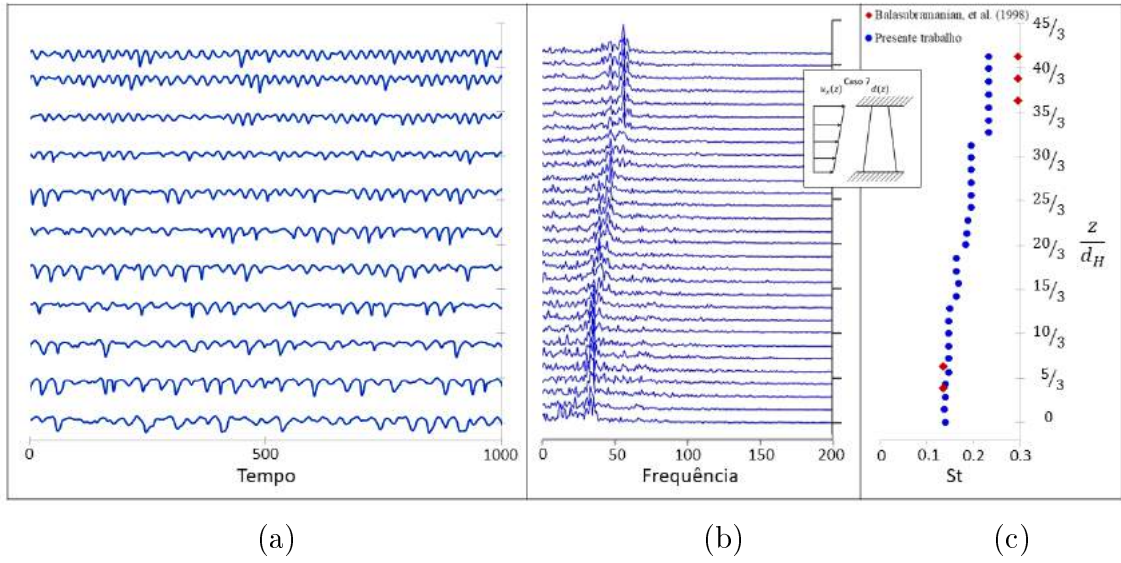 Tempo
0
500
1000
Frequência
0
50
100
150
200
Caso 7
uₓ(z)
d(z)
Balasubramanian, et al. (1998)
Presente trabalho
45/3
40/3
35/3
30/3
25/3
20/3
15/3
10/3
5/3
0
z
d_H
0
0.1
0.2
0.3
St
(a)
(b)
(c)